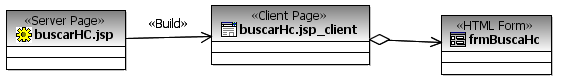 «Server Page»
buscarHC.jsp
«Build»
«Client Page»
buscarHc.jsp_client
«HTML Form»
frmBuscaHc